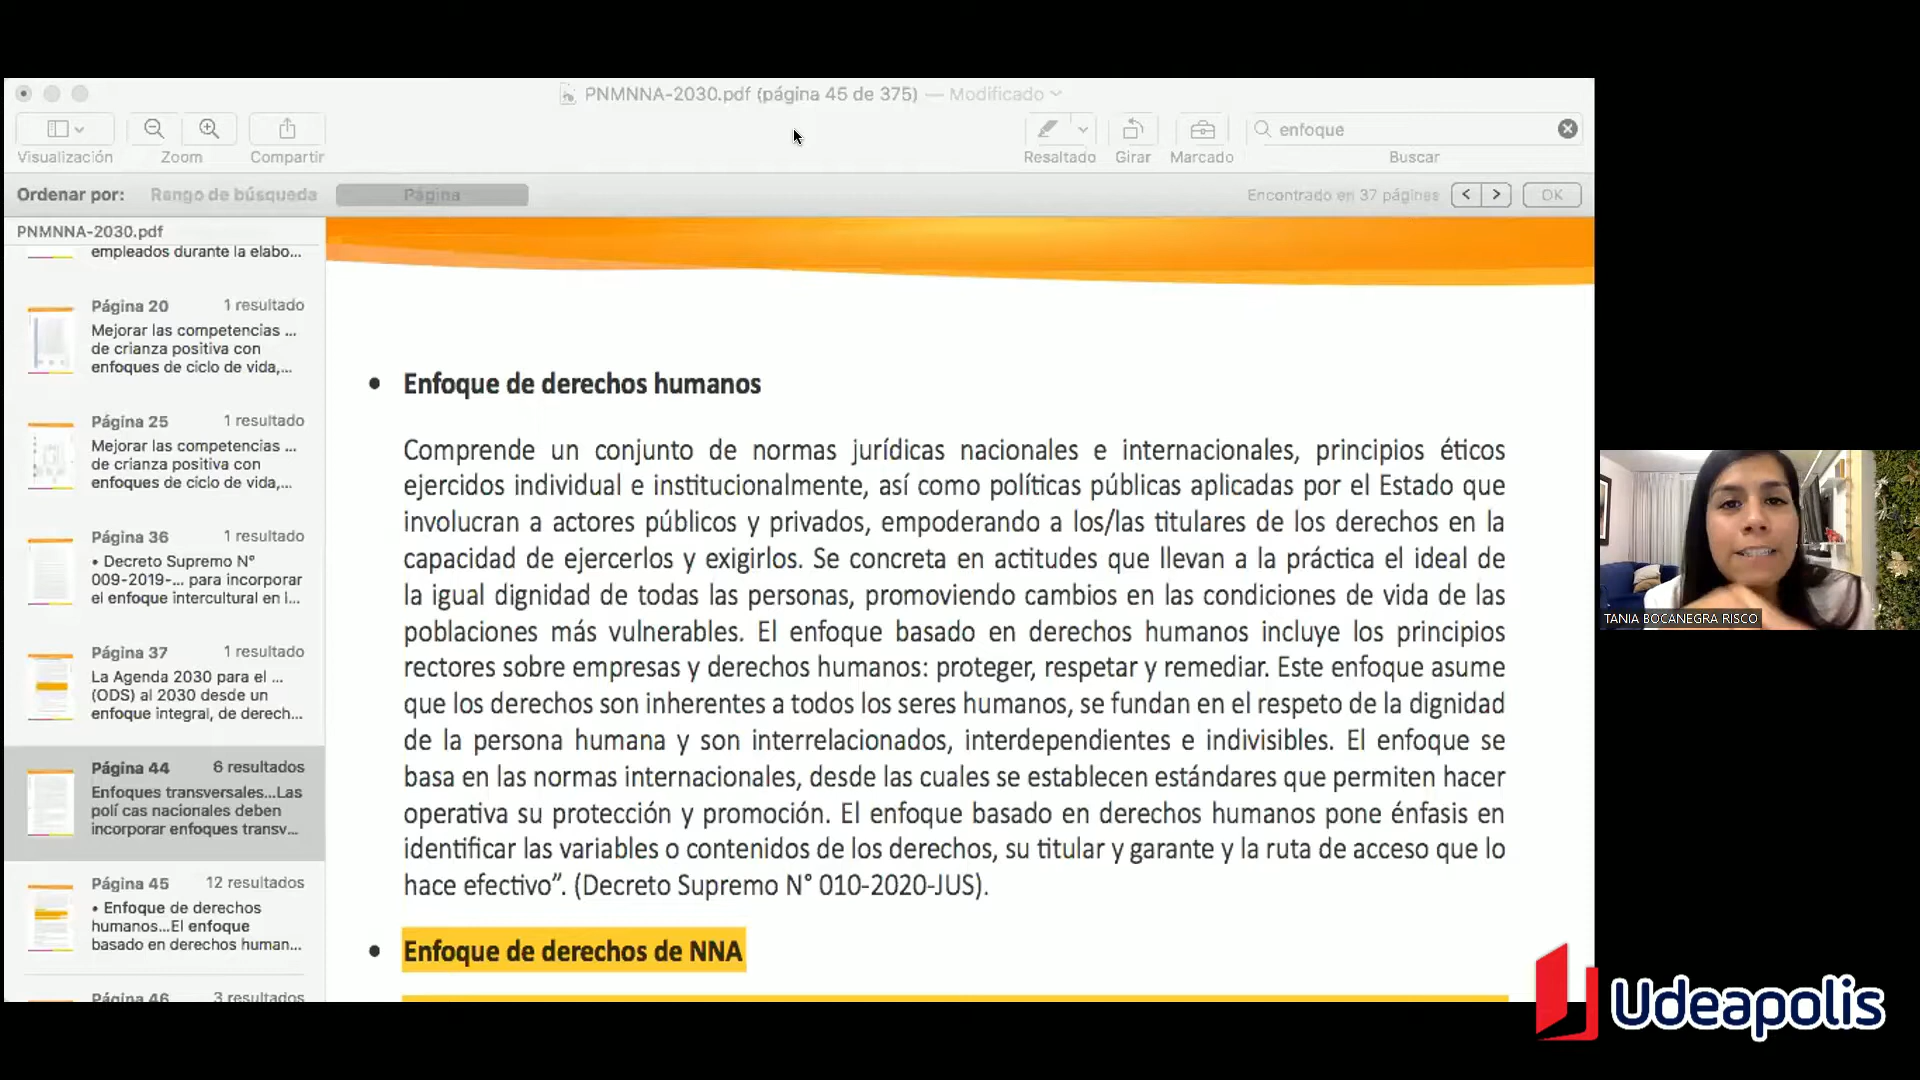 PNMNNA-2030.pdf (página 45 de 375) — Modificado
enfoque
Visualización
Zoom
Compartir
Resaltado
Girar
Marcado
Buscar
Ordenar por:
Rango de búsqueda
Página
Encontrado en 37 páginas
OK
PNMNNA-2030.pdf
empleados durante la elabo...
Página 20 1 resultado
Mejorar las competencias ...
de crianza positiva con
enfoques de ciclo de vida,...
Página 25 1 resultado
Mejorar las competencias ...
de crianza positiva con
enfoques de ciclo de vida,...
Página 36 1 resultado
• Decreto Supremo N°
009-2019-... para incorporar
el enfoque intercultural en l...
Página 37 1 resultado
La Agenda 2030 para el ...
(ODS) al 2030 desde un
enfoque integral, de derech...
Página 44 6 resultados
Enfoques transversales...Las
polí cas nacionales deben
incorporar enfoques transv...
Página 45 12 resultados
• Enfoque de derechos
humanos...El enfoque
basado en derechos human...
Página 46 3 resultados
• Enfoque de derechos humanos
Comprende un conjunto de normas jurídicas nacionales e internacionales, principios éticos
ejercidos individual e institucionalmente, así como políticas públicas aplicadas por el Estado que
involucran a actores públicos y privados, empoderando a los/las titulares de los derechos en la
capacidad de ejercerlos y exigirlos. Se concreta en actitudes que llevan a la práctica el ideal de
la igual dignidad de todas las personas, promoviendo cambios en las condiciones de vida de las
poblaciones más vulnerables. El enfoque basado en derechos humanos incluye los principios
rectores sobre empresas y derechos humanos: proteger, respetar y remediar. Este enfoque asume
que los derechos son inherentes a todos los seres humanos, se fundan en el respeto de la dignidad
de la persona humana y son interrelacionados, interdependientes e indivisibles. El enfoque se
basa en las normas internacionales, desde las cuales se establecen estándares que permiten hacer
operativa su protección y promoción. El enfoque basado en derechos humanos pone énfasis en
identificar las variables o contenidos de los derechos, su titular y garante y la ruta de acceso que lo
hace efectivo”. (Decreto Supremo N° 010-2020-JUS).
• Enfoque de derechos de NNA
TANIA BOCANEGRA RISCO
Udeapolis